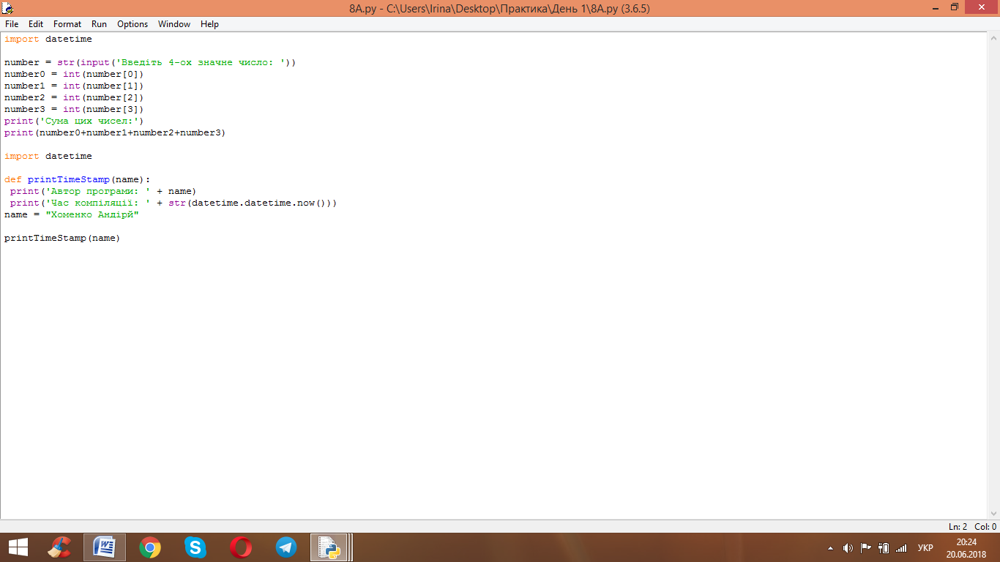 8A.py - C:\Users\Irina\Desktop\Практика\День 1\8A.py (3.6.5)
File Edit Format Run Options Window Help
import datetime
number = str(input('Введіть 4-ох значне число: '))
number0 = int(number[0])
number1 = int(number[1])
number2 = int(number[2])
number3 = int(number[3])
print('Сума цих чисел:')
print(number0+number1+number2+number3)
import datetime
def printTimeStamp(name):
 print('Автор програми: ' + name)
 print('Час компіляції: ' + str(datetime.datetime.now()))
name = "Хоменко Андірй"
printTimeStamp(name)
Ln: 2 Col: 0
УКР
20:24
20.06.2018